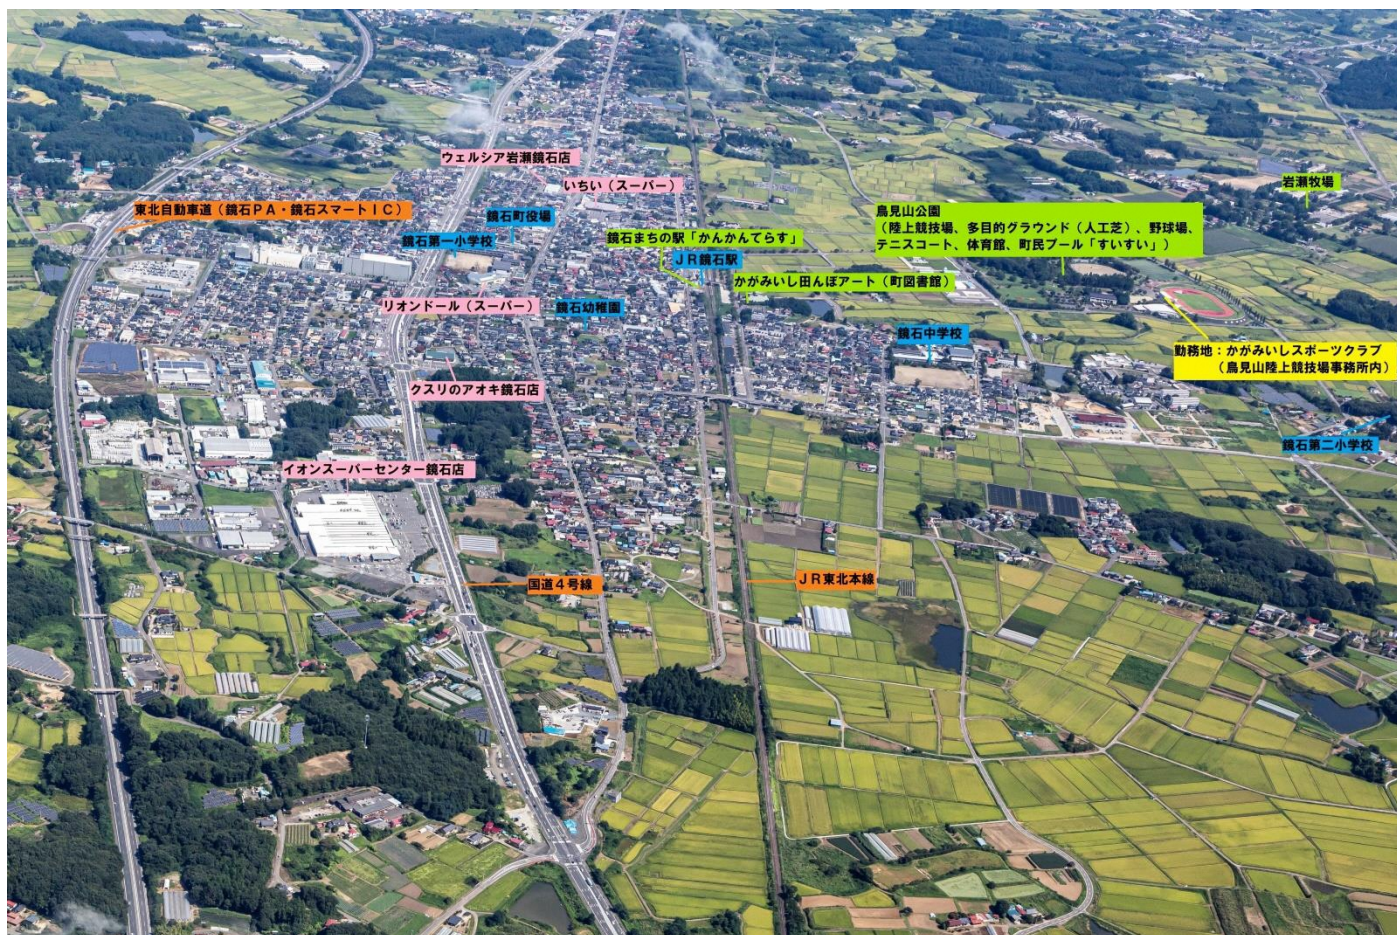 ウェルシア岩瀬鏡石店
いちい（スーパー）
岩瀬牧場
東北自動車道（鏡石ＰＡ・鏡石スマートＩＣ）
鏡石町役場
鳥見山公園
（陸上競技場、多目的グラウンド（人工芝）、野球場、
テニスコート、体育館、町民プール「すいすい」）
鏡石第一小学校
鏡石まちの駅「かんかんてらす」
ＪＲ鏡石駅
かがみいし田んぼアート（町図書館）
リオンドール（スーパー）
鏡石幼稚園
鏡石中学校
勤務地：かがみいしスポーツクラブ
（鳥見山陸上競技場事務所内）
クスリのアオキ鏡石店
鏡石第二小学校
イオンスーパーセンター鏡石店
国道４号線
ＪＲ東北本線